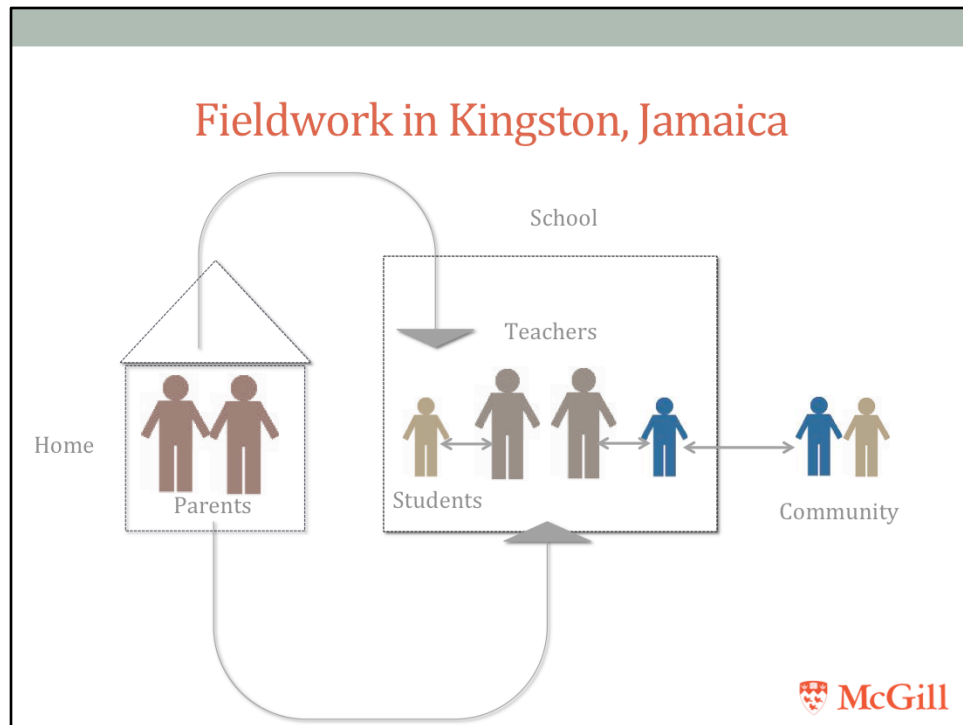 Fieldwork in Kingston, Jamaica
School
Teachers
Home
Parents
Students
Community
McGill